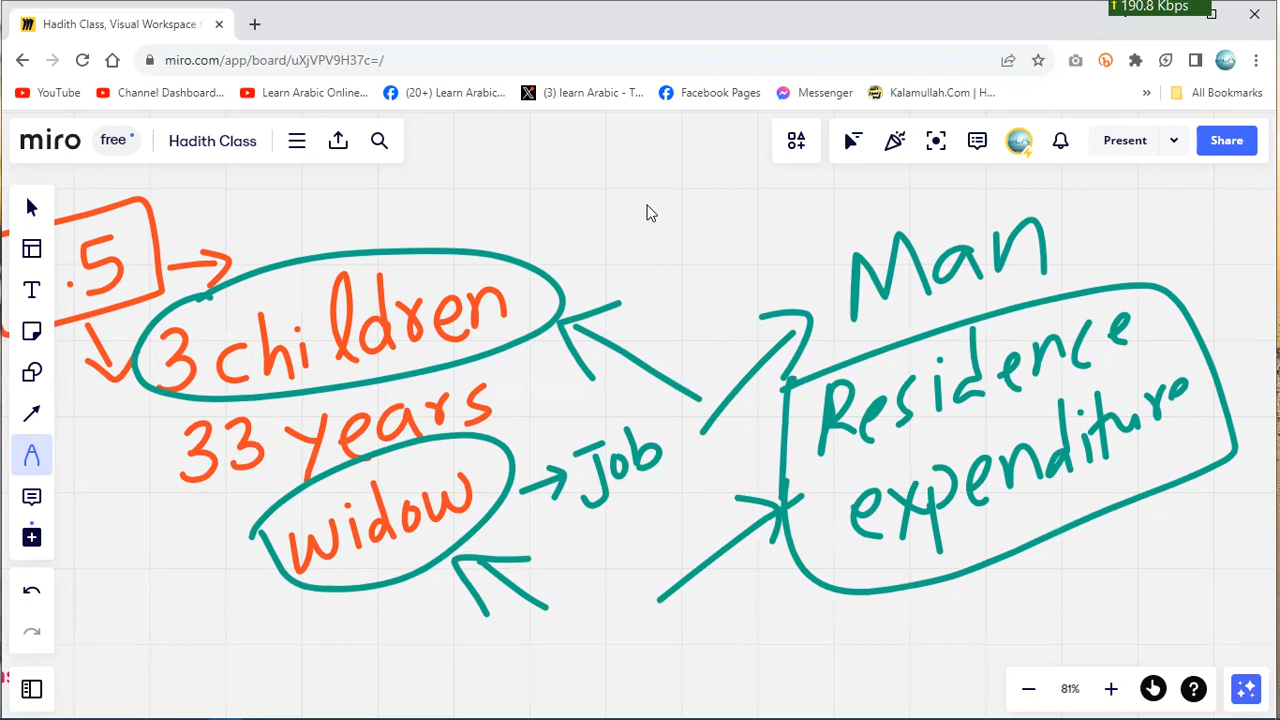 Hadith Class, Visual Workspace
190.8 Kbps
miro.com/app/board/uXjVPV9H37c=/
YouTube
Channel Dashboard...
Learn Arabic Online...
(20+) Learn Arabic...
(3) learn Arabic - T...
Facebook Pages
Messenger
Kalamullah.Com | H...
»
All Bookmarks
miro
free
Hadith Class
Present
Share
.5
3 children
33 years
widow
Job
Man
Residence
expenditure
81%